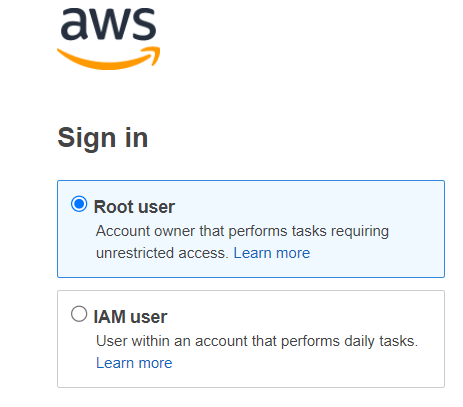 aws
Sign in
Root user
Account owner that performs tasks requiring
unrestricted access. Learn more
IAM user
User within an account that performs daily tasks.
Learn more